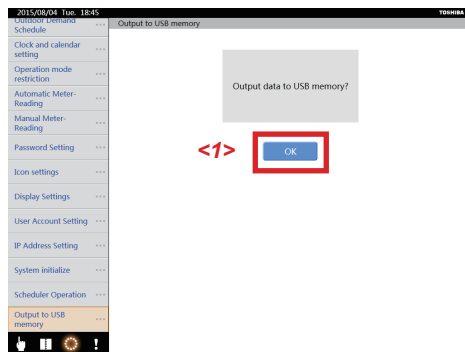 2015/08/04 Tue. 18:45
TOSHIBA
Outdoor Demand
Schedule
Output to USB memory
Clock and calendar
setting
Operation mode
restriction
Automatic Meter-
Reading
Manual Meter-
Reading
Password Setting
Icon settings
Display Settings
User Account Setting
IP Address Setting
System initialize
Scheduler Operation
Output to USB
memory
Output data to USB memory?
<1>
OK